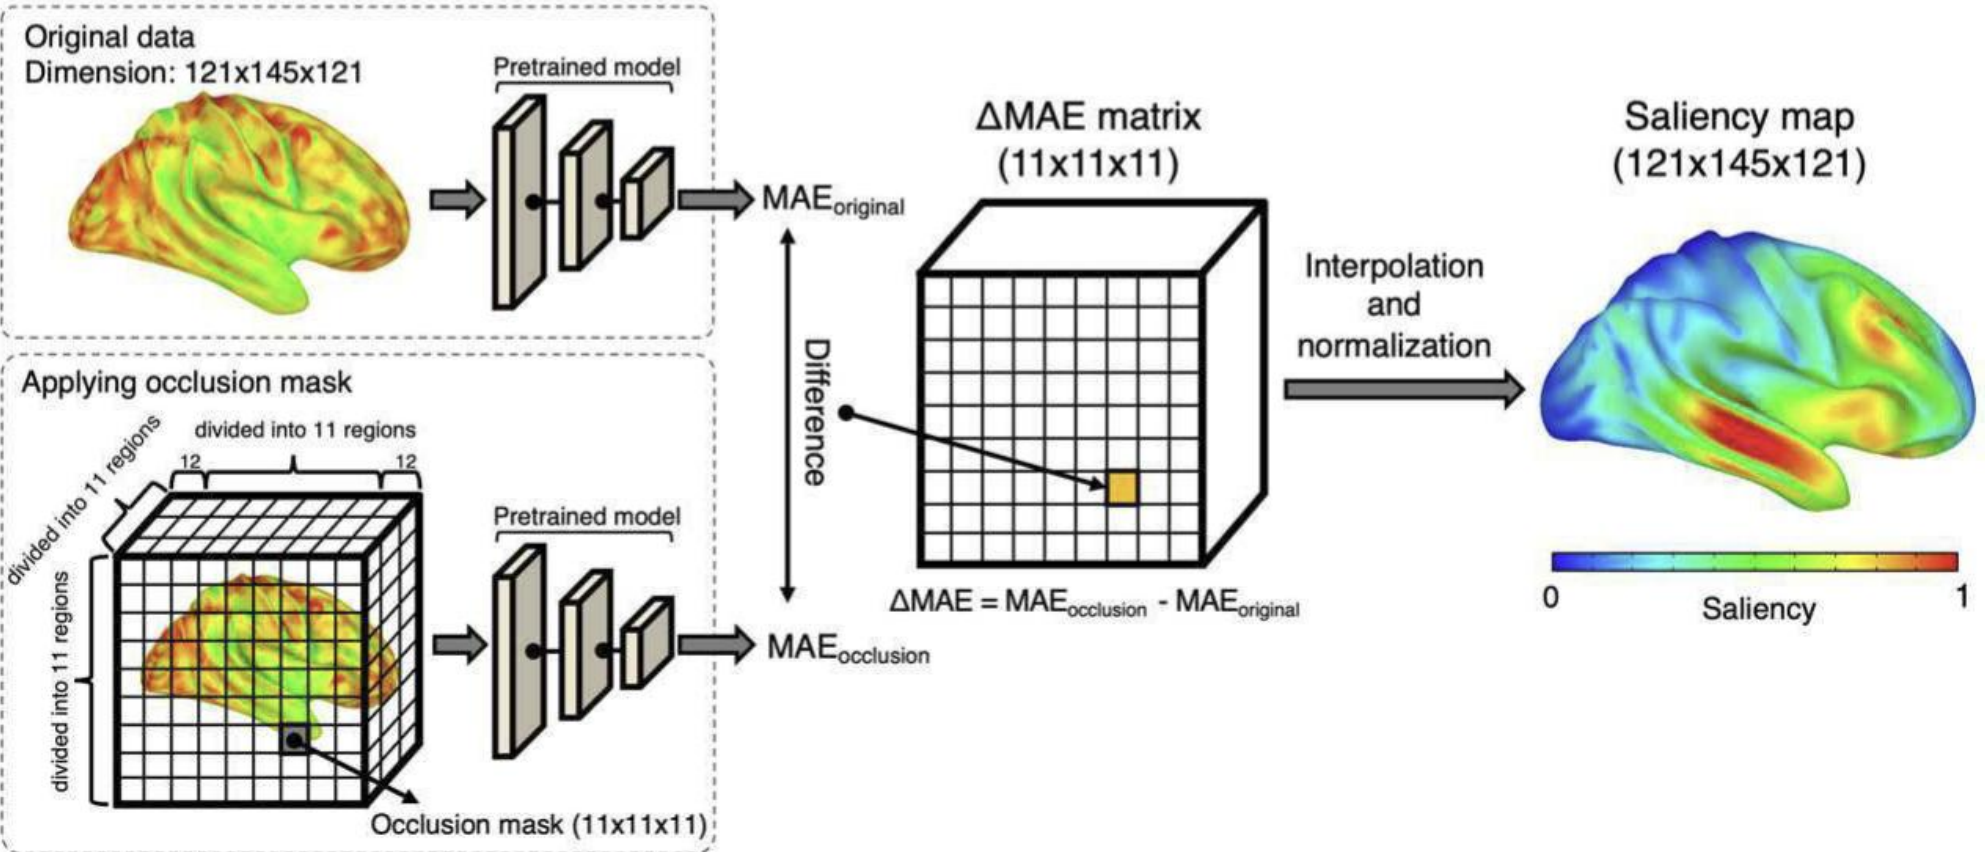 Original data
Dimension: 121x145x121
Pretrained model
MAEoriginal
Applying occlusion mask
divided into 11 regions
divided into 11 regions
12
12
divided into 11 regions
Pretrained model
Occlusion mask (11x11x11)
MAEocclusion
Difference
ΔMAE matrix
(11x11x11)
ΔMAE = MAEocclusion - MAEoriginal
Interpolation
and
normalization
Saliency map
(121x145x121)
0
1
Saliency